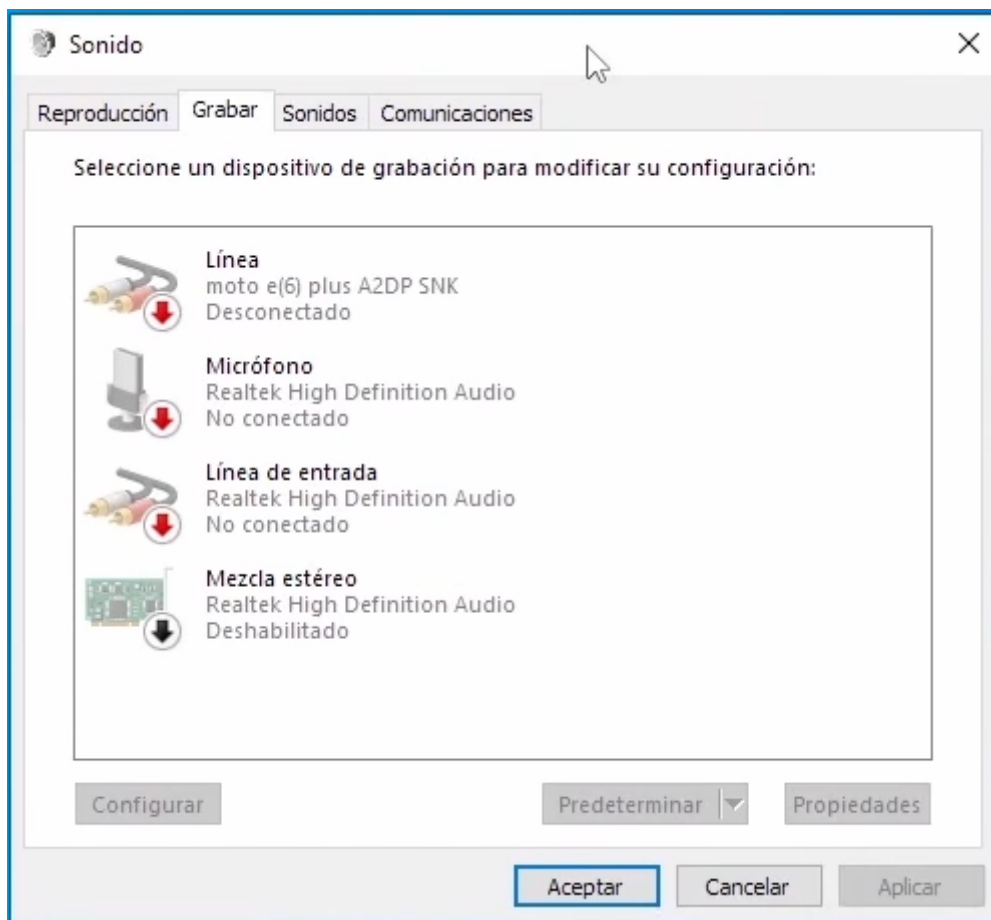 Sonido
Reproducción Grabar Sonidos Comunicaciones
Seleccione un dispositivo de grabación para modificar su configuración:
Línea
moto e(6) plus A2DP SNK
Desconectado
Micrófono
Realtek High Definition Audio
No conectado
Línea de entrada
Realtek High Definition Audio
No conectado
Mezcla estéreo
Realtek High Definition Audio
Deshabilitado
Configurar Predeterminar Propiedades
Aceptar Cancelar Aplicar